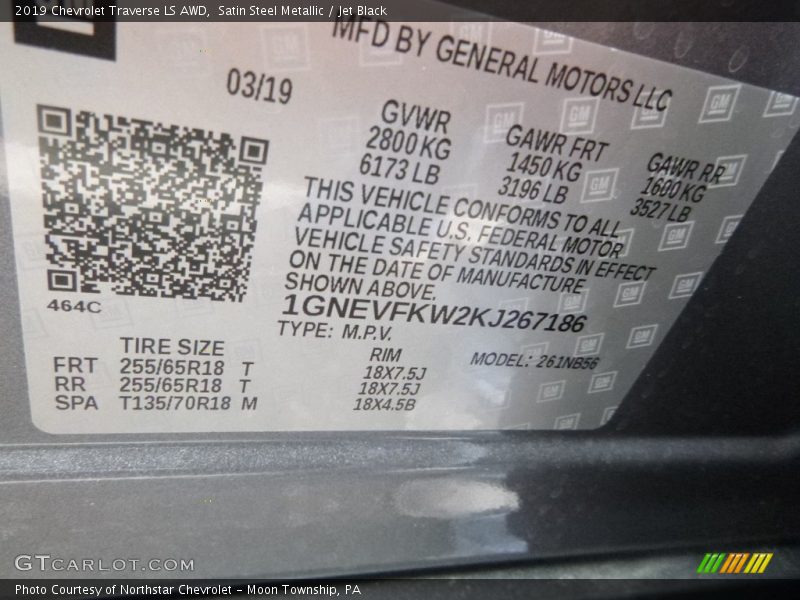 2019 Chevrolet Traverse LS AWD, Satin Steel Metallic / Jet Black
MFD BY GENERAL MOTORS LLC
03/19
GVWR
2800 KG
6173 LB
GAWR FRT
1450 KG
3196 LB
GAWR RR
1600 KG
3527 LB
THIS VEHICLE CONFORMS TO ALL
APPLICABLE U.S. FEDERAL MOTOR
VEHICLE SAFETY STANDARDS IN EFFECT
ON THE DATE OF MANUFACTURE
SHOWN ABOVE.
464C
1GNEVFKW2KJ267186
TYPE: M.P.V.
MODEL: 261NB56
TIRE SIZE
RIM
FRT 255/65R18 T 18X7.5J
RR 255/65R18 T 18X7.5J
SPA T135/70R18 M 18X4.5B
GM
GTCARLOT.COM
Photo Courtesy of Northstar Chevrolet – Moon Township, PA